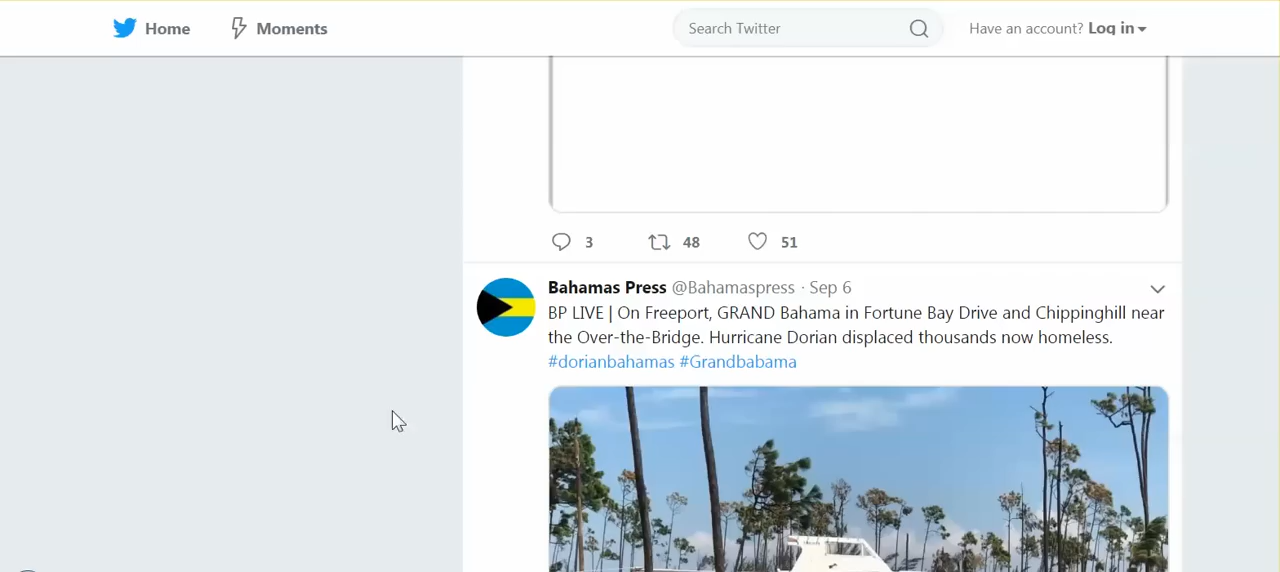 Home Moments Search Twitter Have an account? Log in
3 48 51
Bahamas Press @Bahamaspress · Sep 6
BP LIVE | On Freeport, GRAND Bahama in Fortune Bay Drive and Chippinghill near
the Over-the-Bridge. Hurricane Dorian displaced thousands now homeless.
#dorianbahamas #Grandbabama